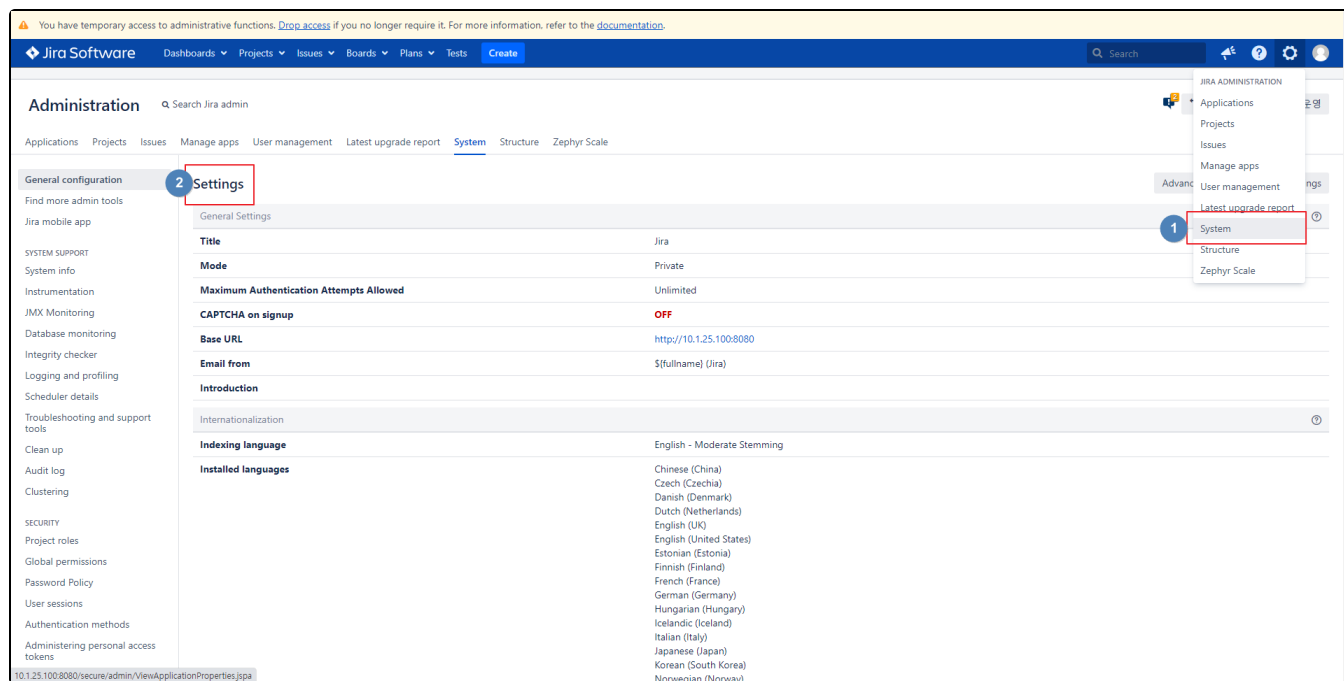 You have temporary access to administrative functions. Drop access if you no longer require it. For more information, refer to the documentation.
Jira Software Dashboards Projects Issues Boards Plans Tests Create Search
Administration Search Jira admin
Applications Projects Issues Manage apps User management Latest upgrade report System Structure Zephyr Scale
JIRA ADMINISTRATION
Applications
Projects
Issues
Manage apps
User management
Latest upgrade report
1 System
Structure
Zephyr Scale
운영
General configuration
Find more admin tools
Jira mobile app
SYSTEM SUPPORT
System info
Instrumentation
JMX Monitoring
Database monitoring
Integrity checker
Logging and profiling
Scheduler details
Troubleshooting and support
tools
Clean up
Audit log
Clustering
SECURITY
Project roles
Global permissions
Password Policy
User sessions
Authentication methods
Administering personal access
tokens
2 Settings
General Settings
Title Jira
Mode Private
Maximum Authentication Attempts Allowed Unlimited
CAPTCHA on signup OFF
Base URL http://10.1.25.100:8080
Email from ${fullname} (Jira)
Introduction
Internationalization
Indexing language English - Moderate Stemming
Installed languages Chinese (China)
Czech (Czechia)
Danish (Denmark)
Dutch (Netherlands)
English (UK)
English (United States)
Estonian (Estonia)
Finnish (Finland)
French (France)
German (Germany)
Hungarian (Hungary)
Icelandic (Iceland)
Italian (Italy)
Japanese (Japan)
Korean (South Korea)
Norwegian (Norway)
10.1.25.100:8080/secure/admin/ViewApplicationProperties.jspa